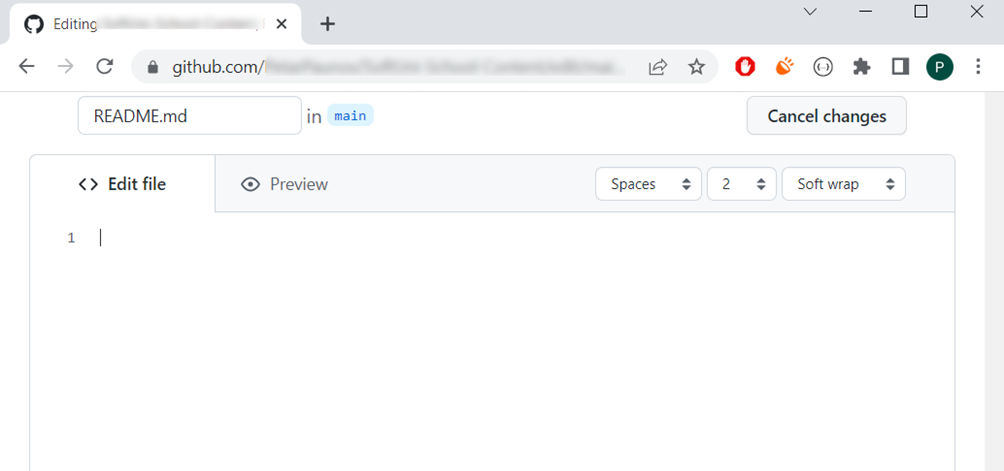 Editing
github.com/
P
README.md in main Cancel changes
Edit file Preview Spaces 2 Soft wrap
1